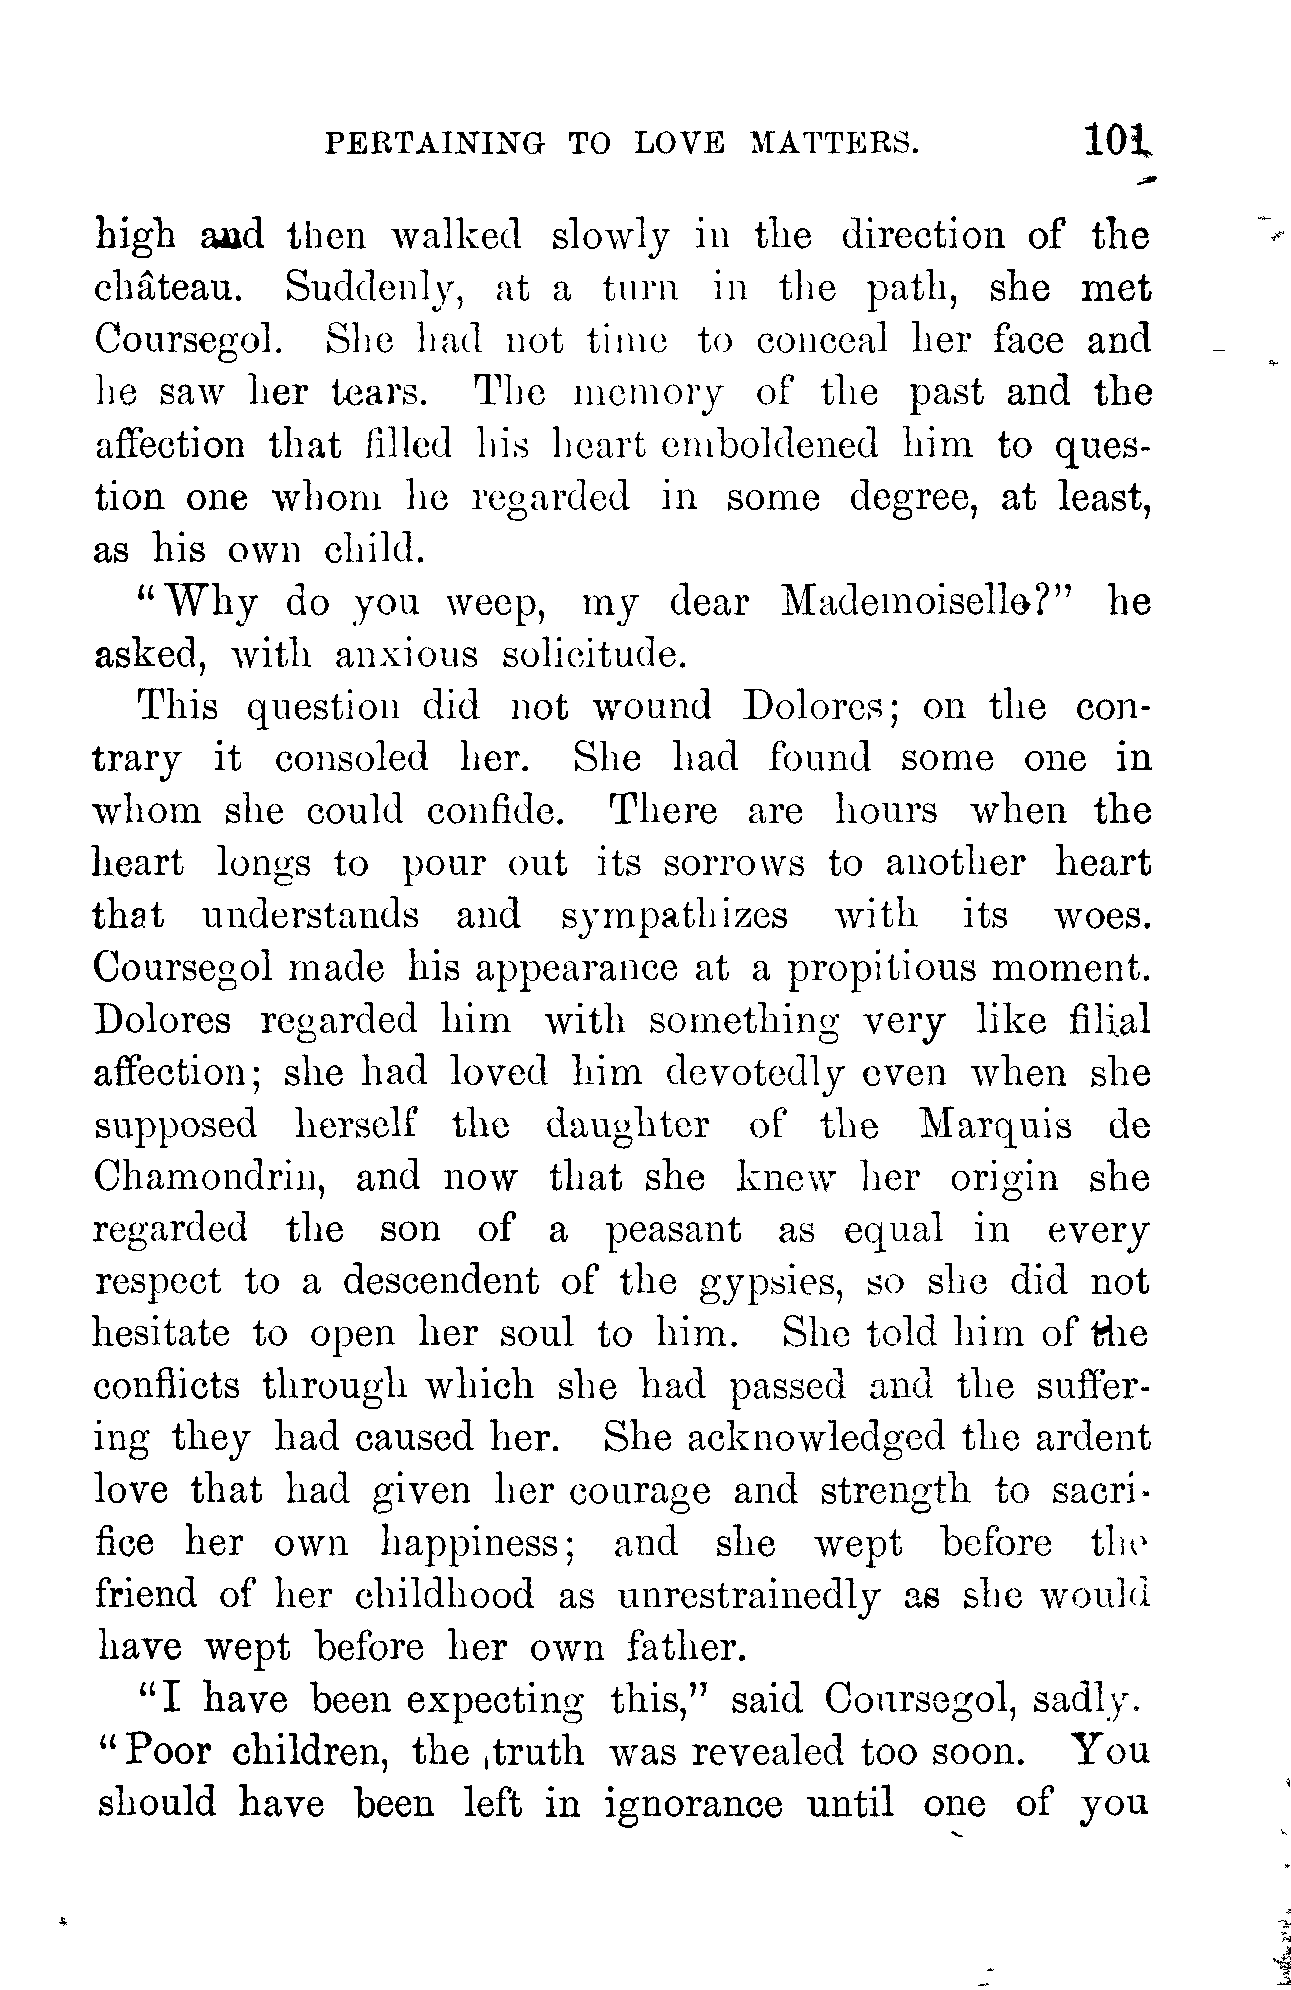 PERTAINING TO LOVE MATTERS. 101
high and then walked slowly in the direction of the
château. Suddenly, at a turn in the path, she met
Coursegol. She had not time to conceal her face and
he saw her tears. The memory of the past and the
affection that filled his heart emboldened him to ques-
tion one whom he regarded in some degree, at least,
as his own child.
“Why do you weep, my dear Mademoiselle?” he
asked, with anxious solicitude.
This question did not wound Dolores; on the con-
trary it consoled her. She had found some one in
whom she could confide. There are hours when the
heart longs to pour out its sorrows to another heart
that understands and sympathizes with its woes.
Coursegol made his appearance at a propitious moment.
Dolores regarded him with something very like filial
affection; she had loved him devotedly even when she
supposed herself the daughter of the Marquis de
Chamondrin, and now that she knew her origin she
regarded the son of a peasant as equal in every
respect to a descendent of the gypsies, so she did not
hesitate to open her soul to him. She told him of the
conflicts through which she had passed and the suffer-
ing they had caused her. She acknowledged the ardent
love that had given her courage and strength to sacri-
fice her own happiness; and she wept before the
friend of her childhood as unrestrainedly as she would
have wept before her own father.
“I have been expecting this,” said Coursegol, sadly.
“Poor children, the truth was revealed too soon. You
should have been left in ignorance until one of you